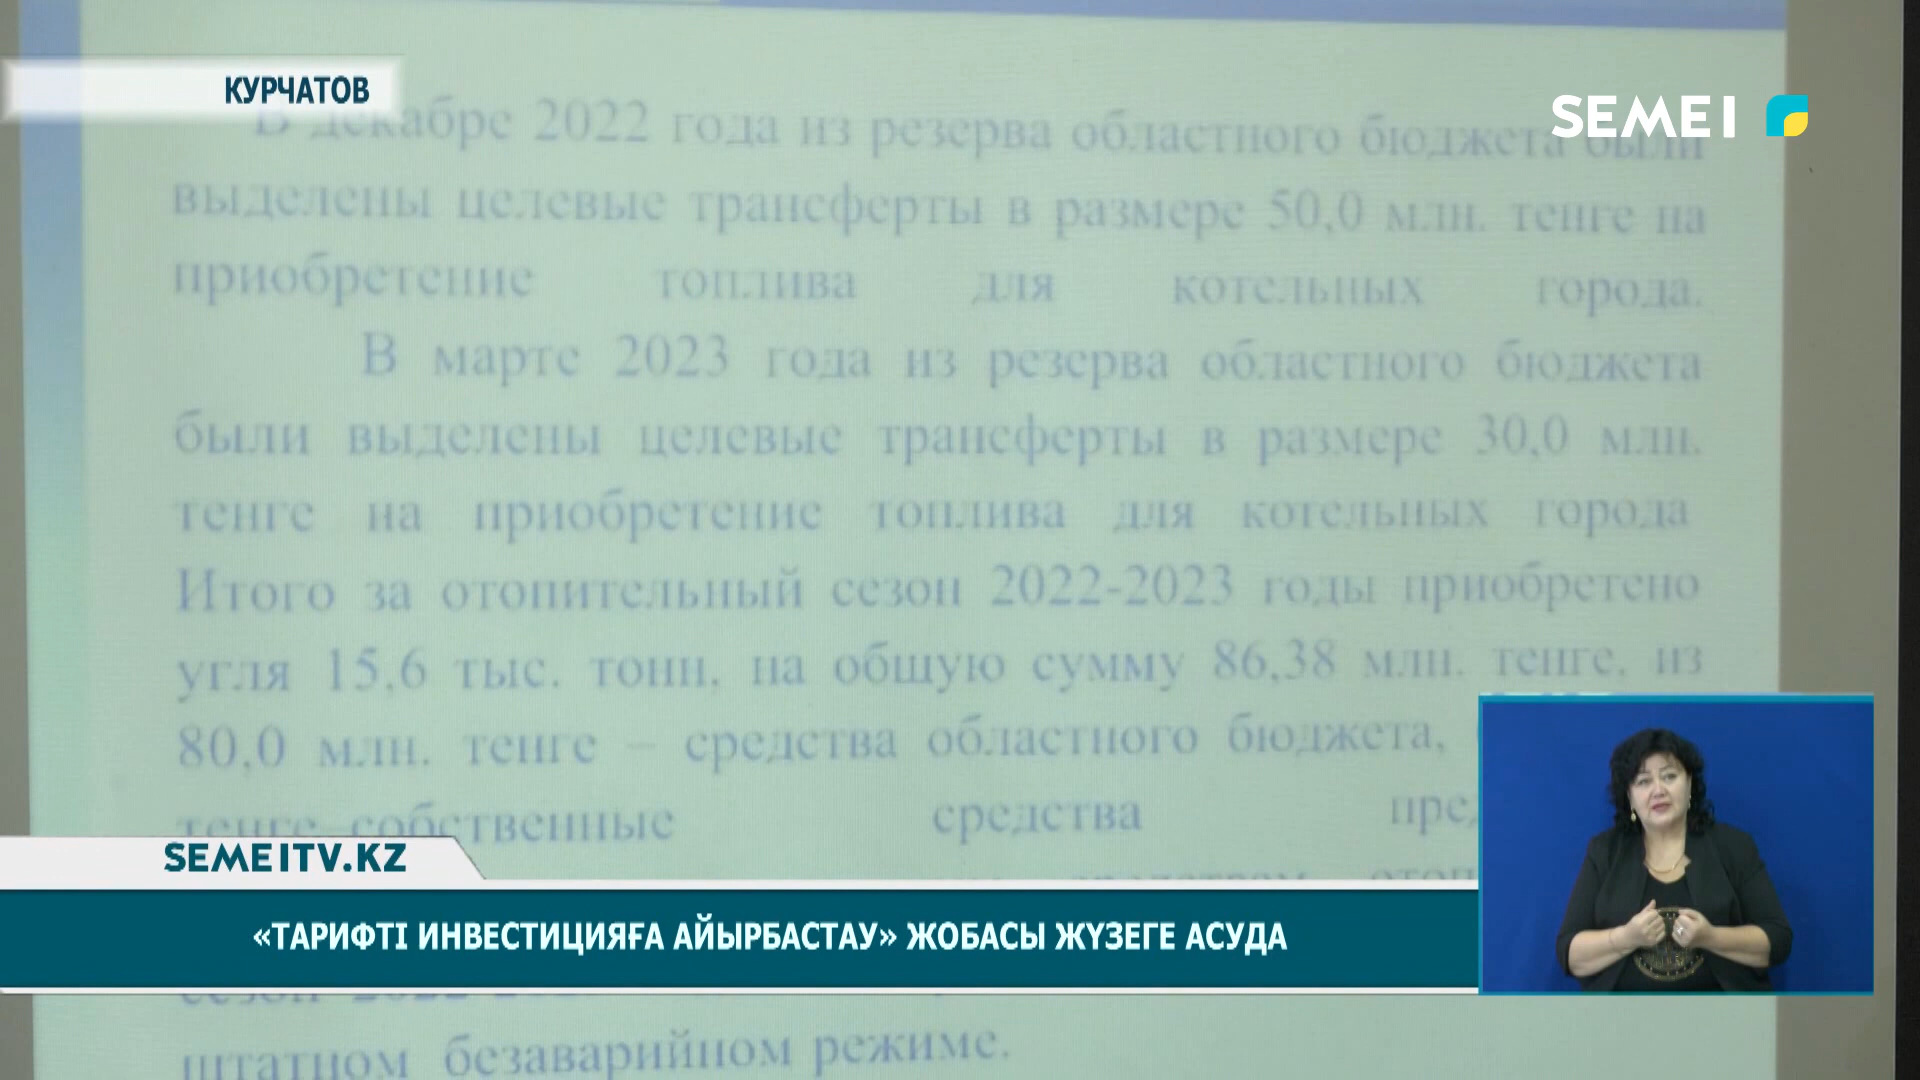 КУРЧАТОВ
SEMEI
В декабре 2022 года из резерва областного бюджета были
выделены целевые трансферты в размере 50,0 млн. тенге на
приобретение топлива для котельных города.
В марте 2023 года из резерва областного бюджета
были выделены целевые трансферты в размере 30,0 млн.
тенге на приобретение топлива для котельных города
Итого за отопительный сезон 2022-2023 годы приобретено
угля 15,6 тыс. тонн, на общую сумму 86,38 млн. тенге, из
80,0 млн. тенге – средства областного бюджета,
тенге–собственные средства
SEMEITV.KZ
«ТАРИФТІ ИНВЕСТИЦИЯҒА АЙЫРБАСТАУ» ЖОБАСЫ ЖҮЗЕГЕ АСУДА
сезон
штатном безаварийном режиме.